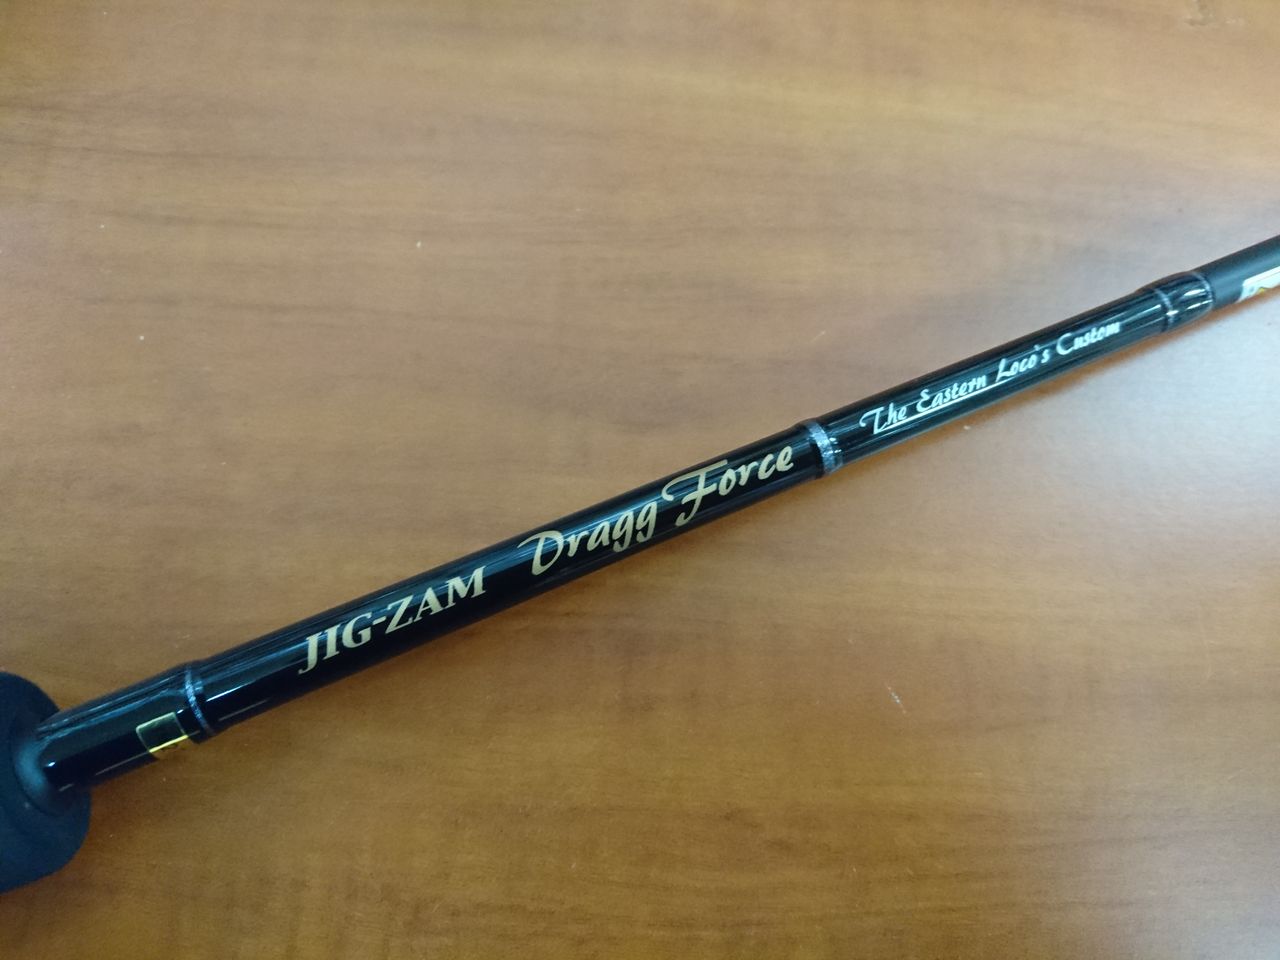 JIG-ZAM Dragg Force
The Eastern Loco's Custom